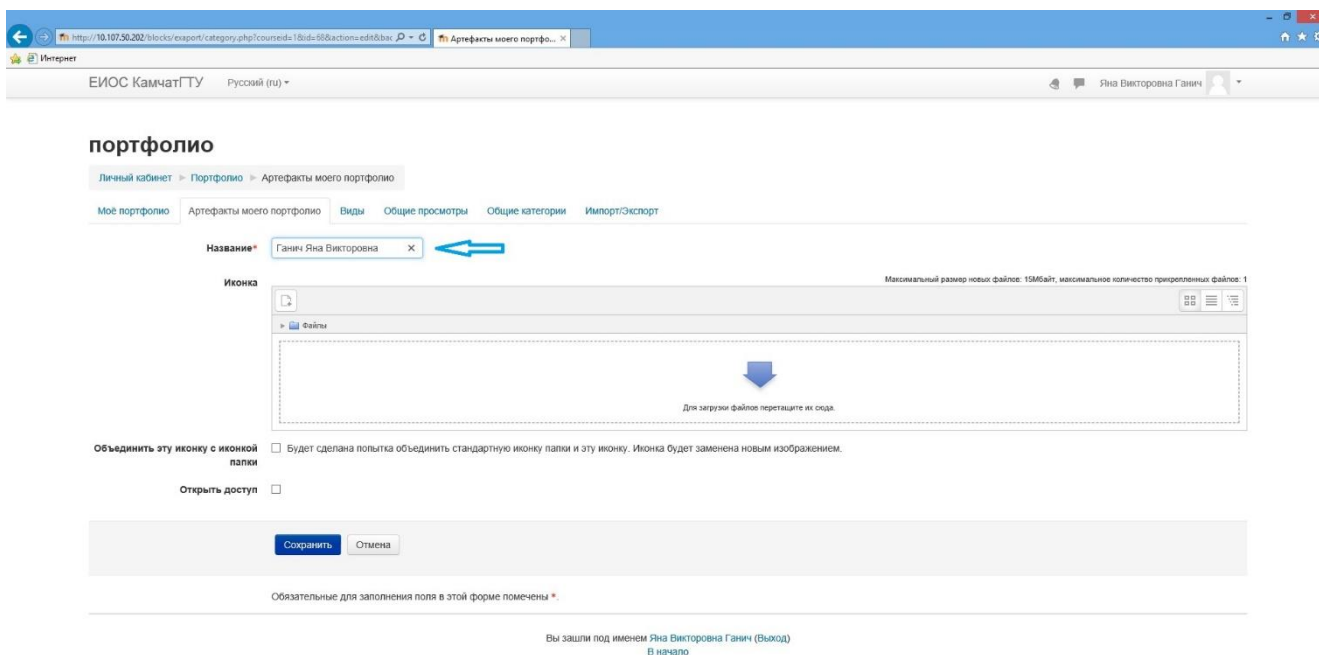 http://10.107.50.202/blocks/exaport/category.php?courseid=1&id=68&action=edit&bac
Артефакты моего портфо...
Интернет
ЕИОС КамчатГТУ Русский (ru)
Яна Викторовна Ганич
портфолио
Личный кабинет Портфолио Артефакты моего портфолио
Моё портфолио Артефакты моего портфолио Виды Общие просмотры Общие категории Импорт/Экспорт
Название* Ганич Яна Викторовна
Иконка
Максимальный размер новых файлов: 15Мбайт, максимальное количество прикрепленных файлов: 1
Файлы
Для загрузки файлов перетащите их сюда.
Объединить эту иконку с иконкой
папки
Будет сделана попытка объединить стандартную иконку папки и эту иконку. Иконка будет заменена новым изображением.
Открыть доступ
Сохранить Отмена
Обязательные для заполнения поля в этой форме помечены *.
Вы зашли под именем Яна Викторовна Ганич (Выход)
В начало